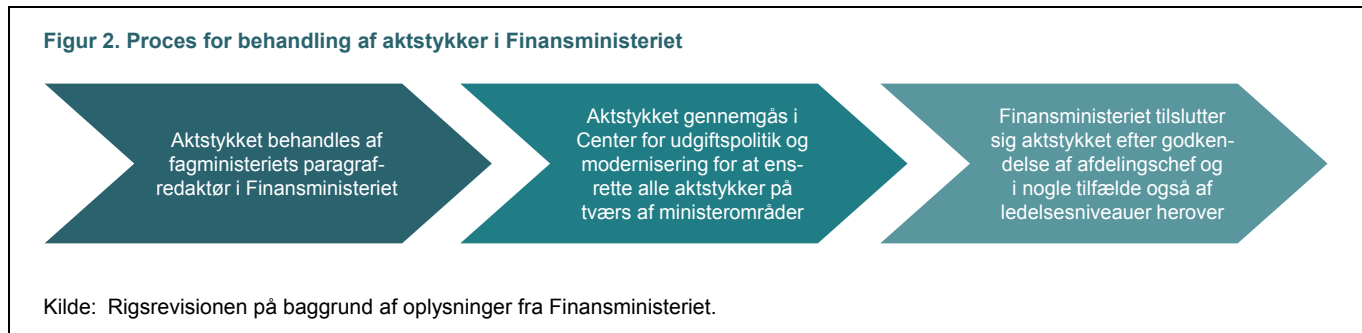 Figur 2. Proces for behandling af aktstykker i Finansministeriet
Aktstykket behandles af
fagministeriets paragraf-
redaktør i Finansministeriet
Aktstykket gennemgås i
Center for udgiftspolitik og
modernisering for at ens-
rette alle aktstykker på
tværs af ministerområder
Finansministeriet tilslutter
sig aktstykket efter godken-
delse af afdelingschef og
i nogle tilfælde også af
ledelsesniveauer herover
Kilde: Rigsrevisionen på baggrund af oplysninger fra Finansministeriet.